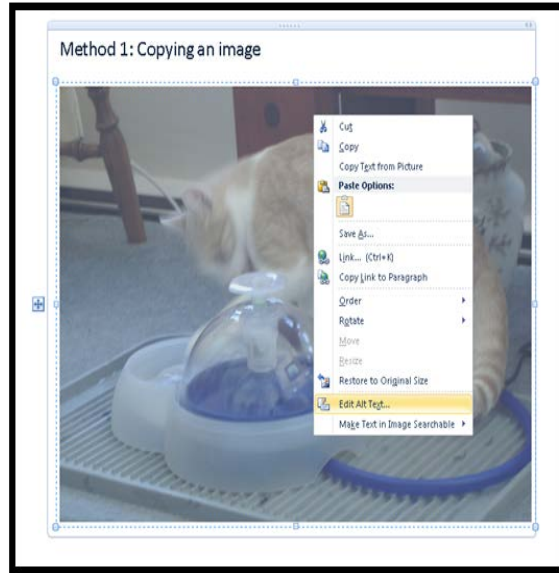 Method 1: Copying an image
Cut
Copy
Copy Text from Picture
Paste Options:
Save As...
Link... (Ctrl+K)
Copy Link to Paragraph
Order
Rotate
Move
Resize
Restore to Original Size
Edit Alt Text...
Make Text in Image Searchable